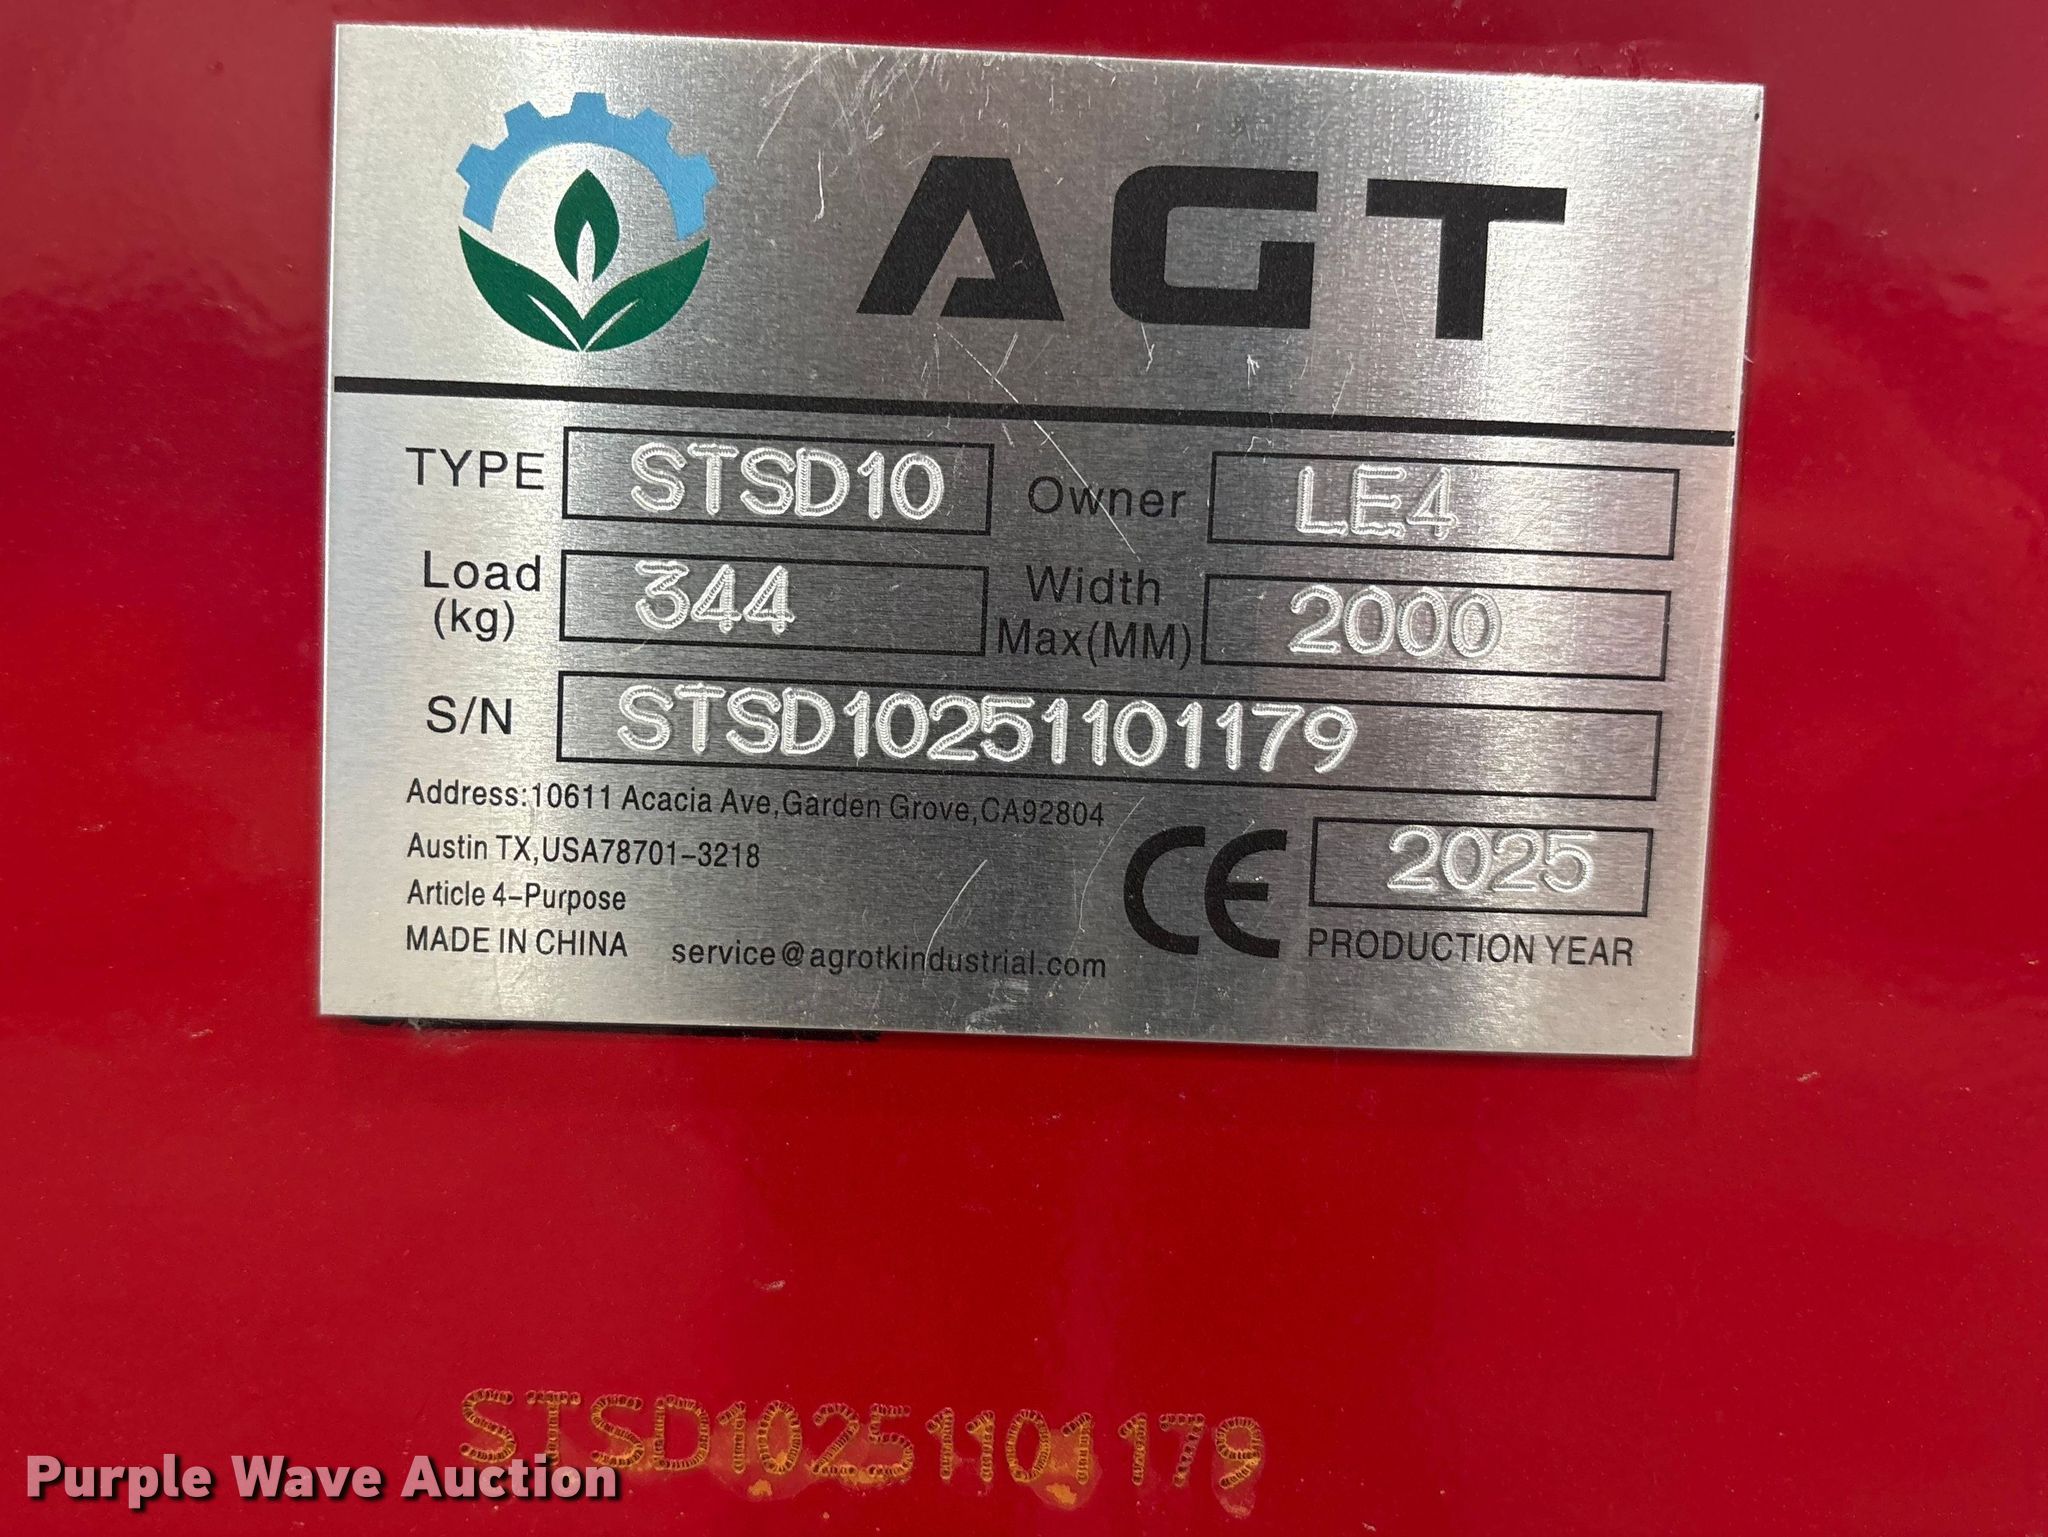 AGT
TYPE STSD10 Owner LE4
Load (kg) 344 Width Max(MM) 2000
S/N STSD10251101179
Address:10611 Acacia Ave,Garden Grove,CA92804
Austin TX,USA78701-3218
Article 4-Purpose
MADE IN CHINA service@agrotkindustrial.com
CE 2025
PRODUCTION YEAR
STSD10251101179
Purple Wave Auction